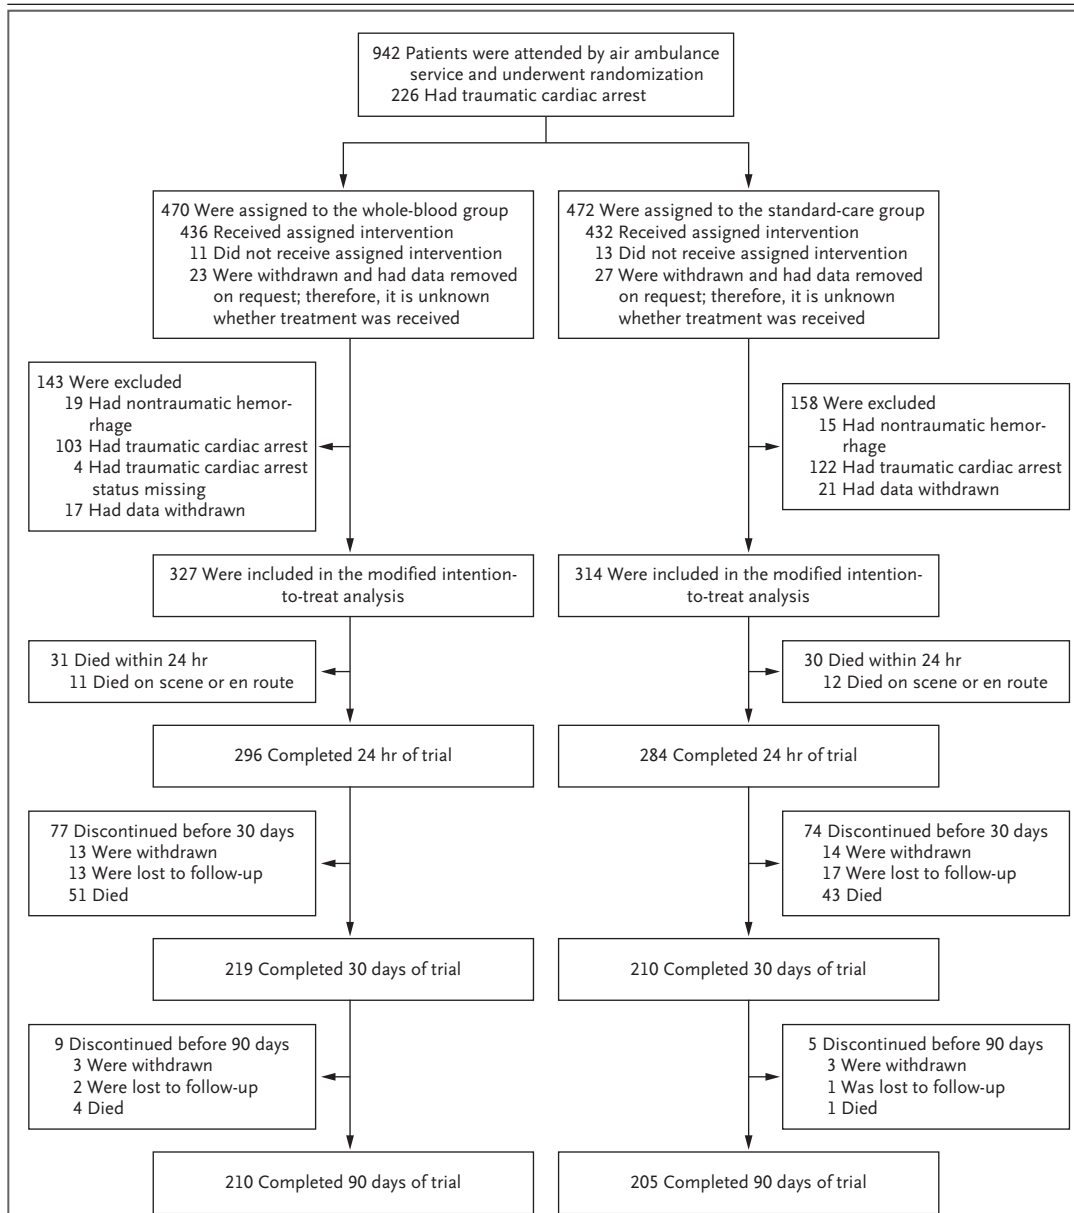 942 Patients were attended by air ambulance
service and underwent randomization
226 Had traumatic cardiac arrest
470 Were assigned to the whole-blood group
436 Received assigned intervention
11 Did not receive assigned intervention
23 Were withdrawn and had data removed
on request; therefore, it is unknown
whether treatment was received
472 Were assigned to the standard-care group
432 Received assigned intervention
13 Did not receive assigned intervention
27 Were withdrawn and had data removed
on request; therefore, it is unknown
whether treatment was received
143 Were excluded
19 Had nontraumatic hemor-
rhage
103 Had traumatic cardiac arrest
4 Had traumatic cardiac arrest
status missing
17 Had data withdrawn
158 Were excluded
15 Had nontraumatic hemor-
rhage
122 Had traumatic cardiac arrest
21 Had data withdrawn
327 Were included in the modified intention-
to-treat analysis
314 Were included in the modified intention-
to-treat analysis
31 Died within 24 hr
11 Died on scene or en route
30 Died within 24 hr
12 Died on scene or en route
296 Completed 24 hr of trial
284 Completed 24 hr of trial
77 Discontinued before 30 days
13 Were withdrawn
13 Were lost to follow-up
51 Died
74 Discontinued before 30 days
14 Were withdrawn
17 Were lost to follow-up
43 Died
219 Completed 30 days of trial
210 Completed 30 days of trial
9 Discontinued before 90 days
3 Were withdrawn
2 Were lost to follow-up
4 Died
5 Discontinued before 90 days
3 Were withdrawn
1 Was lost to follow-up
1 Died
210 Completed 90 days of trial
205 Completed 90 days of trial